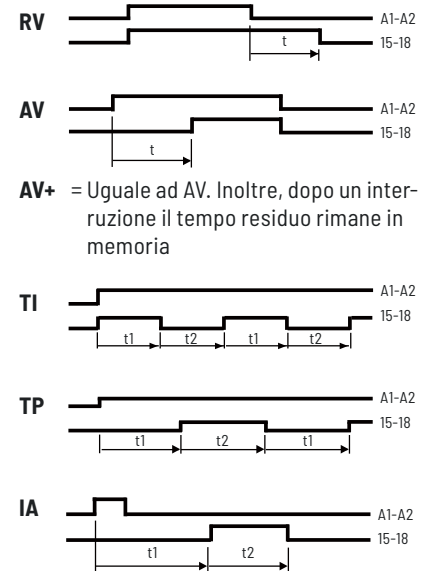 RV
A1-A2
t
15-18
AV
A1-A2
15-18
t
AV+ = Uguale ad AV. Inoltre, dopo un inter-
ruzione il tempo residuo rimane in
memoria
TI
A1-A2
15-18
t1 t2 t1 t2
TP
A1-A2
15-18
t1 t2 t1
IA
A1-A2
15-18
t1 t2